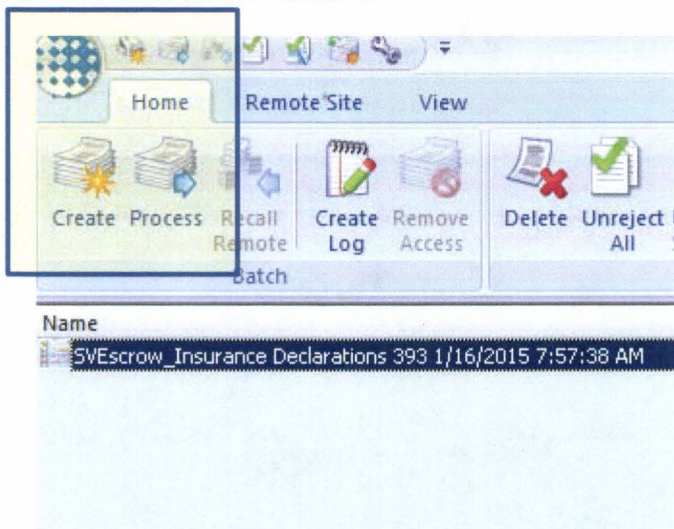 Home Remote Site View
Create Process Recall Remote Create Log Remove Access Delete Unreject All
Batch
Name
SVEscrow_Insurance Declarations 393 1/16/2015 7:57:38 AM